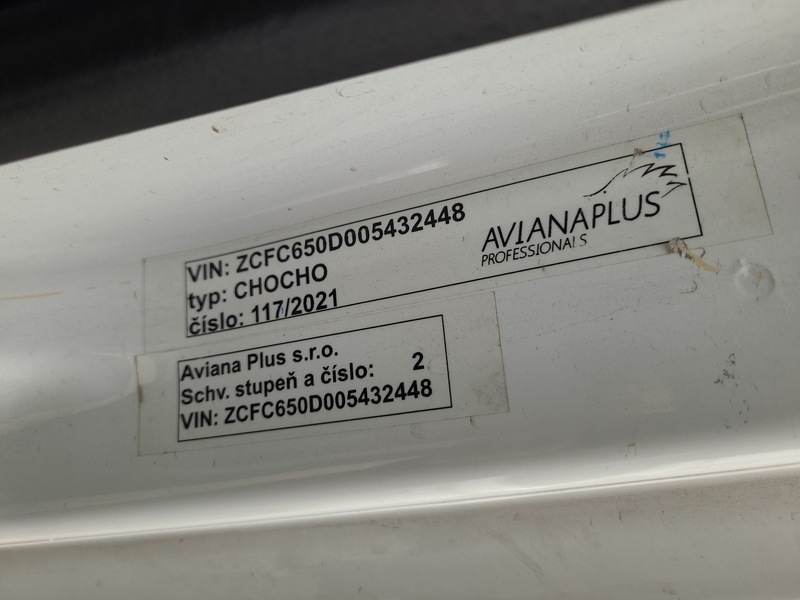 VIN: ZCFC650D005432448
typ: CHOCHO
číslo: 117/2021
AVIANAPLUS
PROFESSIONALS
Aviana Plus s.r.o.
Schv. stupeň a číslo: 2
VIN: ZCFC650D005432448